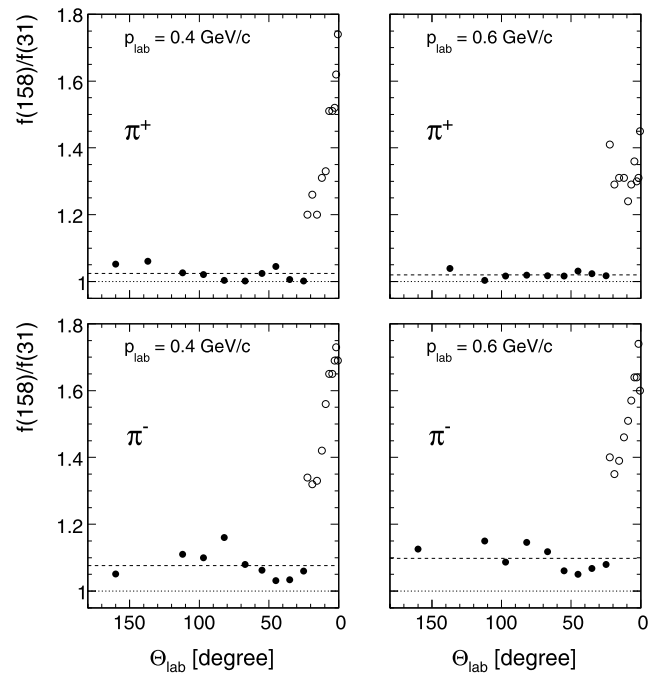 f(158)/f(31)
1.8
1.6
1.4
1.2
1
p_lab = 0.4 GeV/c
π+
p_lab = 0.6 GeV/c
π+
f(158)/f(31)
1.8
1.6
1.4
1.2
1
p_lab = 0.4 GeV/c
π-
p_lab = 0.6 GeV/c
π-
150 100 50 0
150 100 50 0
Θ_lab [degree]
Θ_lab [degree]